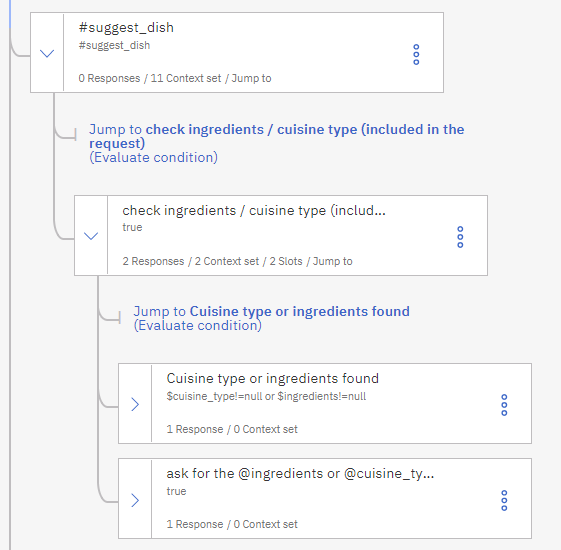 #suggest_dish
#suggest_dish
0 Responses / 11 Context set / Jump to
Jump to check ingredients / cuisine type (included in the
request)
(Evaluate condition)
check ingredients / cuisine type (includ...
true
2 Responses / 2 Context set / 2 Slots / Jump to
Jump to Cuisine type or ingredients found
(Evaluate condition)
Cuisine type or ingredients found
$cuisine_type!=null or $ingredients!=null
1 Response / 0 Context set
ask for the @ingredients or @cuisine_ty...
true
1 Response / 0 Context set